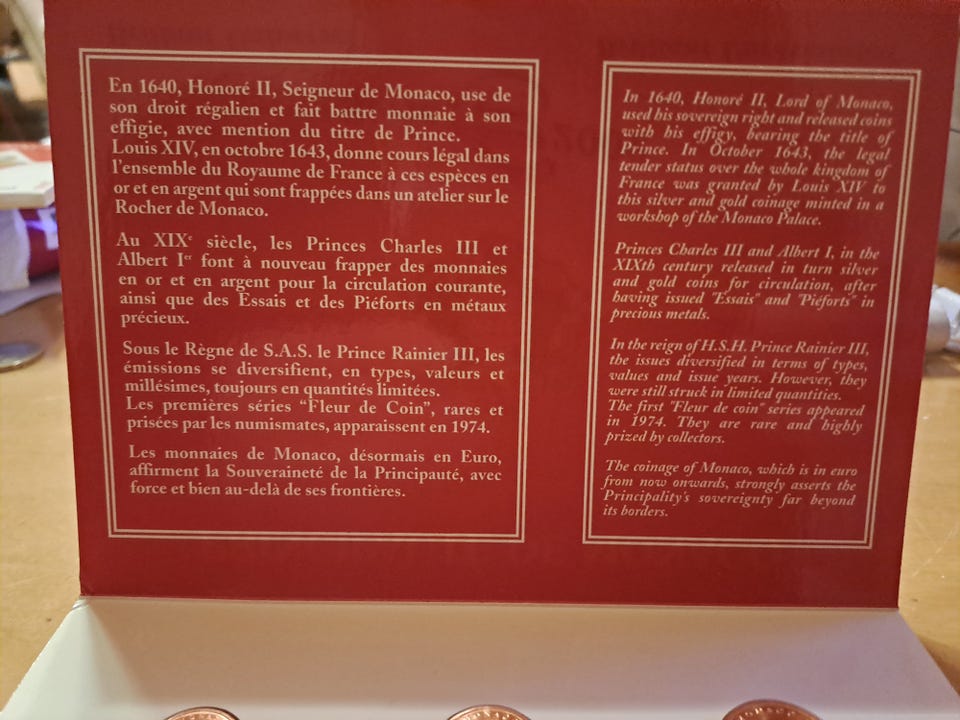 En 1640, Honoré II, Seigneur de Monaco, use de
son droit régalien et fait battre monnaie à son
effigie, avec mention du titre de Prince.
Louis XIV, en octobre 1643, donne cours légal dans
l'ensemble du Royaume de France à ces espèces en
or et en argent qui sont frappées dans un atelier sur le
Rocher de Monaco.
Au XIXe siècle, les Princes Charles III et
Albert Ier font à nouveau frapper des monnaies
en or et en argent pour la circulation courante,
ainsi que des Essais et des Piéforts en métaux
précieux.
Sous le Règne de S.A.S. le Prince Rainier III, les
émissions se diversifient, en types, valeurs et
millésimes, toujours en quantités limitées.
Les premières séries “Fleur de Coin”, rares et
prisées par les numismates, apparaissent en 1974.
Les monnaies de Monaco, désormais en Euro,
affirment la Souveraineté de la Principauté, avec
force et bien au-delà de ses frontières.
In 1640, Honoré II, Lord of Monaco,
used his sovereign right and released coins
with his effigy, bearing the title of
Prince. In October 1643, the legal
tender status over the whole kingdom of
France was granted by Louis XIV to
this silver and gold coinage minted in a
workshop of the Monaco Palace.
Princes Charles III and Albert I, in the
XIXth century released in turn silver
and gold coins for circulation, after
having issued "Essais" and "Piéforts" in
precious metals.
In the reign of H.S.H. Prince Rainier III,
the issues diversified in terms of types,
values and issue years. However, they
were still struck in limited quantities.
The first "Fleur de coin" series appeared
in 1974. They are rare and highly
prized by collectors.
The coinage of Monaco, which is in euro
from now onwards, strongly asserts the
Principality's sovereignty far beyond
its borders.